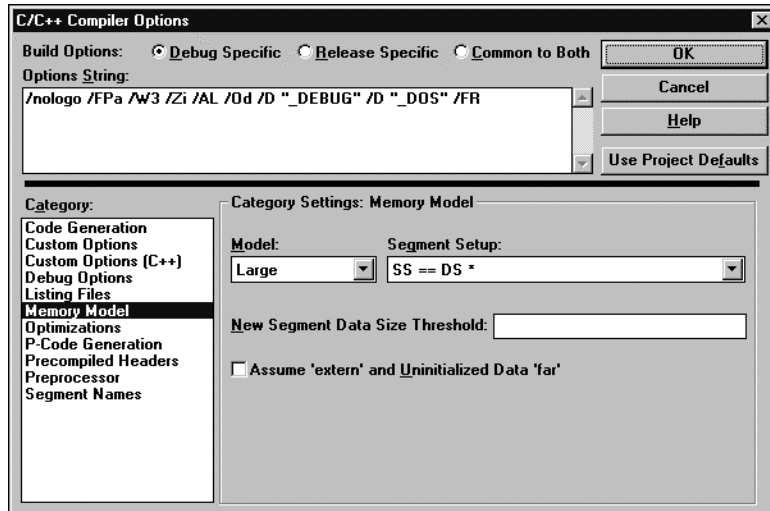 C/C++ Compiler Options
Build Options: Debug Specific Release Specific Common to Both OK
Options String:
/nologo /FPa /W3 /Zi /AL /Od /D "_DEBUG" /D "_DOS" /FR
Cancel
Help
Use Project Defaults
Category:
Code Generation
Custom Options
Custom Options (C++)
Debug Options
Listing Files
Memory Model
Optimizations
P-Code Generation
Precompiled Headers
Preprocessor
Segment Names
Category Settings: Memory Model
Model: Segment Setup:
Large SS == DS *
New Segment Data Size Threshold:
Assume 'extern' and Uninitialized Data 'far'